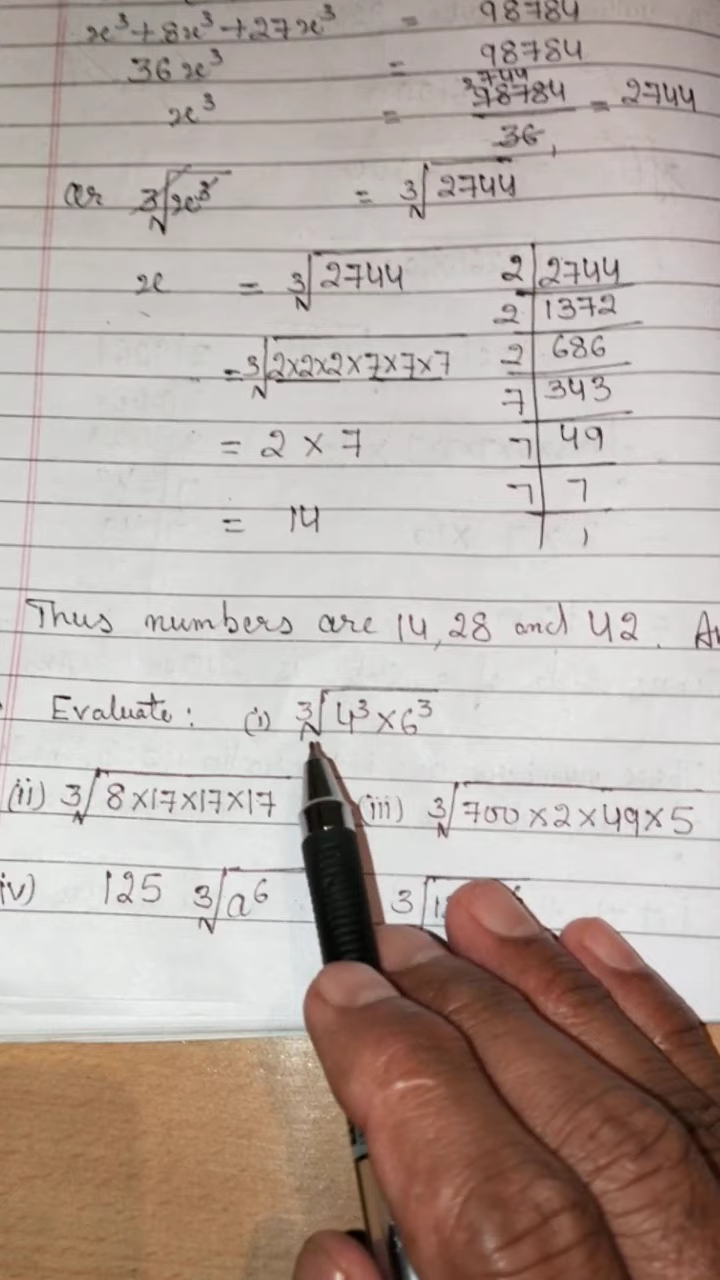 x³ + 8x³ + 27x³ = 98784
36x³ = 98784
x³ = 98784/36 = 2744
2744
or ∛x³ = ∛2744
x = ∛2744
= ∛2×2×2×7×7×7
= 2 × 7
= 14
2 | 2744
2 | 1372
2 | 686
7 | 343
7 | 49
7 | 7
| 1
Thus numbers are 14, 28 and 42.
Evaluate: (i) ∛4³×6³
(ii) ∛8×17×17×17 (iii) ∛700×2×49×5
iv) 125 ∛a⁶